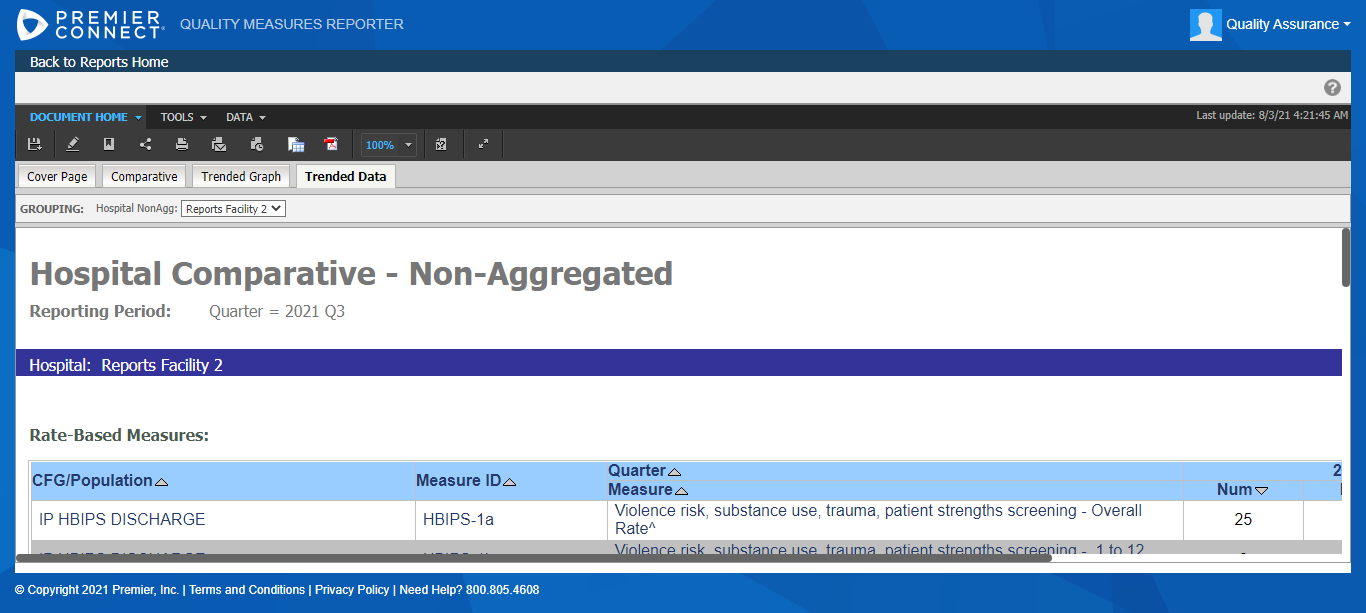 PREMIER CONNECT QUALITY MEASURES REPORTER
Quality Assurance
Back to Reports Home
DOCUMENT HOME TOOLS DATA
Last update: 8/3/21 4:21:45 AM
100%
Cover Page Comparative Trended Graph Trended Data
GROUPING: Hospital NonAgg: Reports Facility 2
Hospital Comparative - Non-Aggregated
Reporting Period: Quarter = 2021 Q3
Hospital: Reports Facility 2
Rate-Based Measures:
Quarter 2
CFG/Population Measure ID
Measure Num
IP HBIPS DISCHARGE HBIPS-1a Violence risk, substance use, trauma, patient strengths screening - Overall
Rate^ 25
Violence risk, substance use, trauma, patient strengths screening - 1 to 12
© Copyright 2021 Premier, Inc. | Terms and Conditions | Privacy Policy | Need Help? 800.805.4608